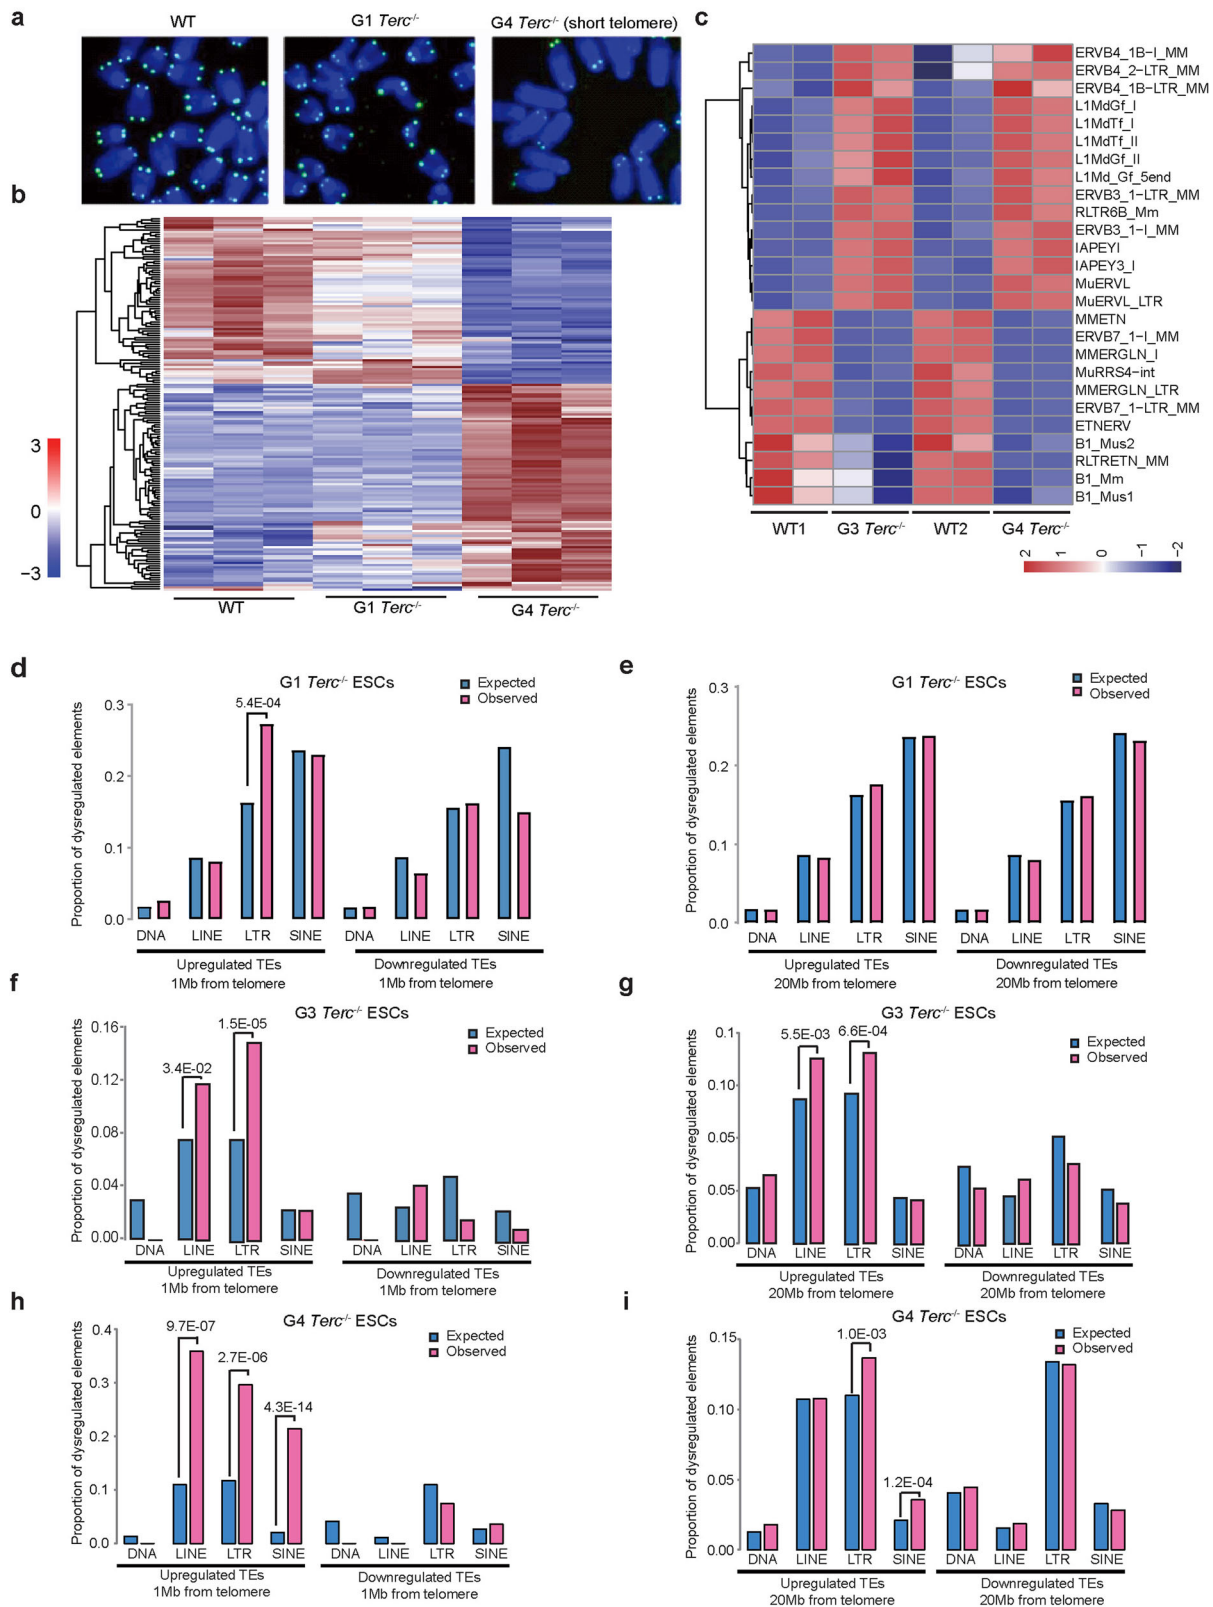 a
WT
G1 Terc-/-
G4 Terc-/- (short telomere)
b
3
0
−3
WT
G1 Terc-/-
G4 Terc-/-
c
ERVB4_1B−I_MM
ERVB4_2−LTR_MM
ERVB4_1B−LTR_MM
L1MdGf_I
L1MdTf_I
L1MdTf_II
L1MdGf_II
L1Md_Gf_5end
ERVB3_1−LTR_MM
RLTR6B_Mm
ERVB3_1−I_MM
IAPEYI
IAPEY3_I
MuERVL
MuERVL_LTR
MMETN
ERVB7_1−I_MM
MMERGLN_I
MuRRS4−int
MMERGLN_LTR
ERVB7_1−LTR_MM
ETNERV
B1_Mus2
RLTRETN_MM
B1_Mm
B1_Mus1
WT1
G3 Terc-/-
WT2
G4 Terc-/-
2
1
0
−1
−2
d
G1 Terc-/- ESCs
Expected
Observed
Proportion of dysregulated elements
0.3
0.2
0.1
0.0
5.4E-04
DNA LINE LTR SINE DNA LINE LTR SINE
Upregulated TEs
1Mb from telomere
Downregulated TEs
1Mb from telomere
e
G1 Terc-/- ESCs
Expected
Observed
Proportion of dysregulated elements
0.3
0.2
0.1
0.0
DNA LINE LTR SINE DNA LINE LTR SINE
Upregulated TEs
20Mb from telomere
Downregulated TEs
20Mb from telomere
f
G3 Terc-/- ESCs
Expected
Observed
Proportion of dysregulated elements
0.16
0.12
0.08
0.04
0.00
3.4E-02
1.5E-05
DNA LINE LTR SINE DNA LINE LTR SINE
Upregulated TEs
1Mb from telomere
Downregulated TEs
1Mb from telomere
g
G3 Terc-/- ESCs
Expected
Observed
Proportion of dysregulated elements
0.1
0.10
0.05
0.05
0.00
5.5E-03
6.6E-04
DNA LINE LTR SINE DNA LINE LTR SINE
Upregulated TEs
20Mb from telomere
Downregulated TEs
20Mb from telomere
h
G4 Terc-/- ESCs
Expected
Observed
Proportion of dysregulated elements
0.4
0.3
0.2
0.1
0.0
9.7E-07
2.7E-06
4.3E-14
DNA LINE LTR SINE DNA LINE LTR SINE
Upregulated TEs
1Mb from telomere
Downregulated TEs
1Mb from telomere
i
G4 Terc-/- ESCs
Expected
Observed
Proportion of dysregulated elements
0.15
0.10
0.05
0.00
1.0E-03
1.2E-04
DNA LINE LTR SINE DNA LINE LTR SINE
Upregulated TEs
20Mb from telomere
Downregulated TEs
20Mb from telomere